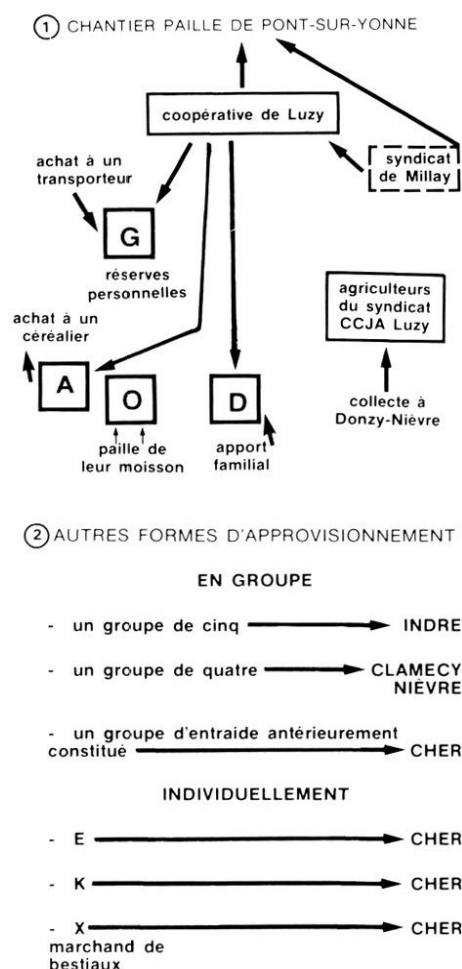 1 CHANTIER PAILLE DE PONT-SUR-YONNE
coopérative de Luzy
achat à un
transporteur
syndicat
de Millay
G
réserves
personnelles
agriculteurs
du syndicat
CCJA Luzy
achat à un
céréalier
A
O
D
collecte à
Donzy-Nièvre
paille de
leur moisson
apport
familial
2 AUTRES FORMES D'APPROVISIONNEMENT
EN GROUPE
- un groupe de cinq INDRE
- un groupe de quatre CLAMECY
NIÈVRE
- un groupe d'entraide antérieurement
constitué CHER
INDIVIDUELLEMENT
- E CHER
- K CHER
- X CHER
marchand de
bestiaux